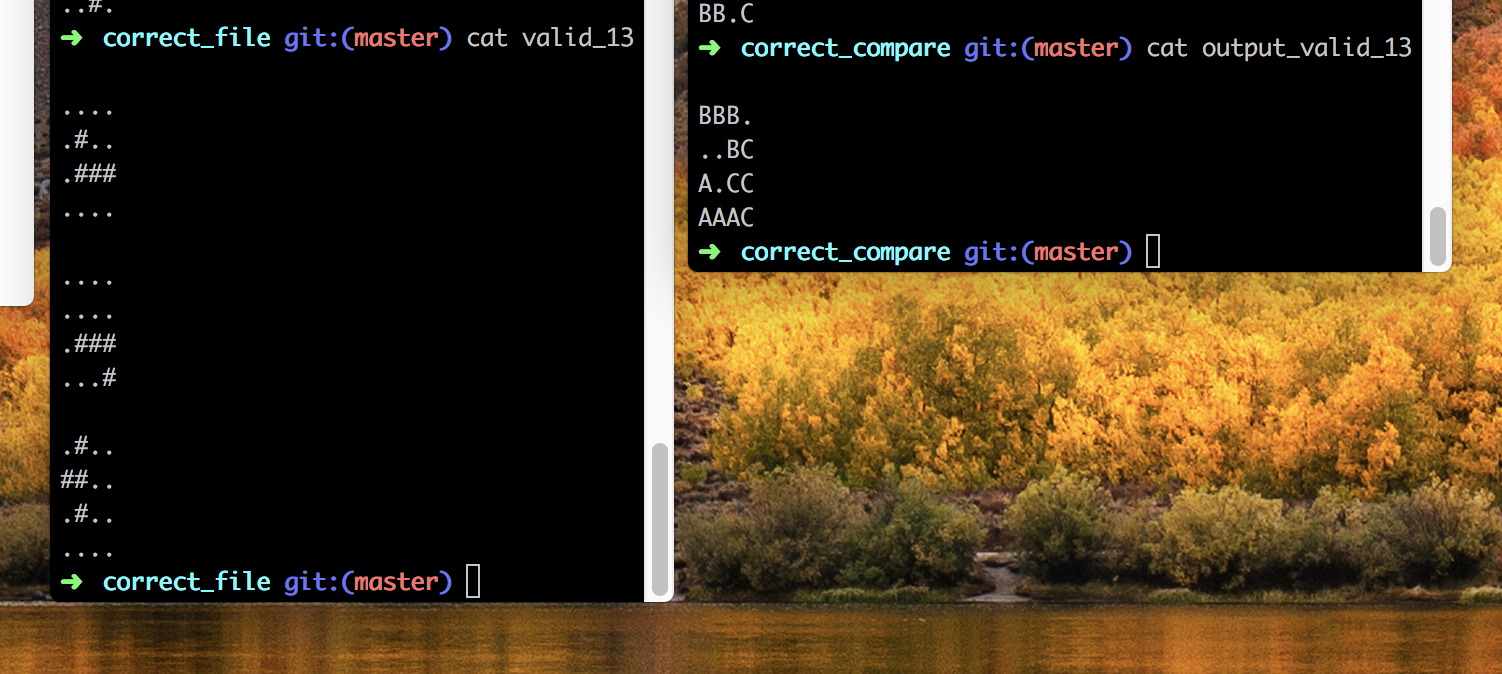 ..#.
➜ correct_file git:(master) cat valid_13

....
.#..
.###
....

....
....
.###
...#

.#..
##..
.#..
....
➜ correct_file git:(master)
BB.C
➜ correct_compare git:(master) cat output_valid_13

BBB.
..BC
A.CC
AAAC
➜ correct_compare git:(master)